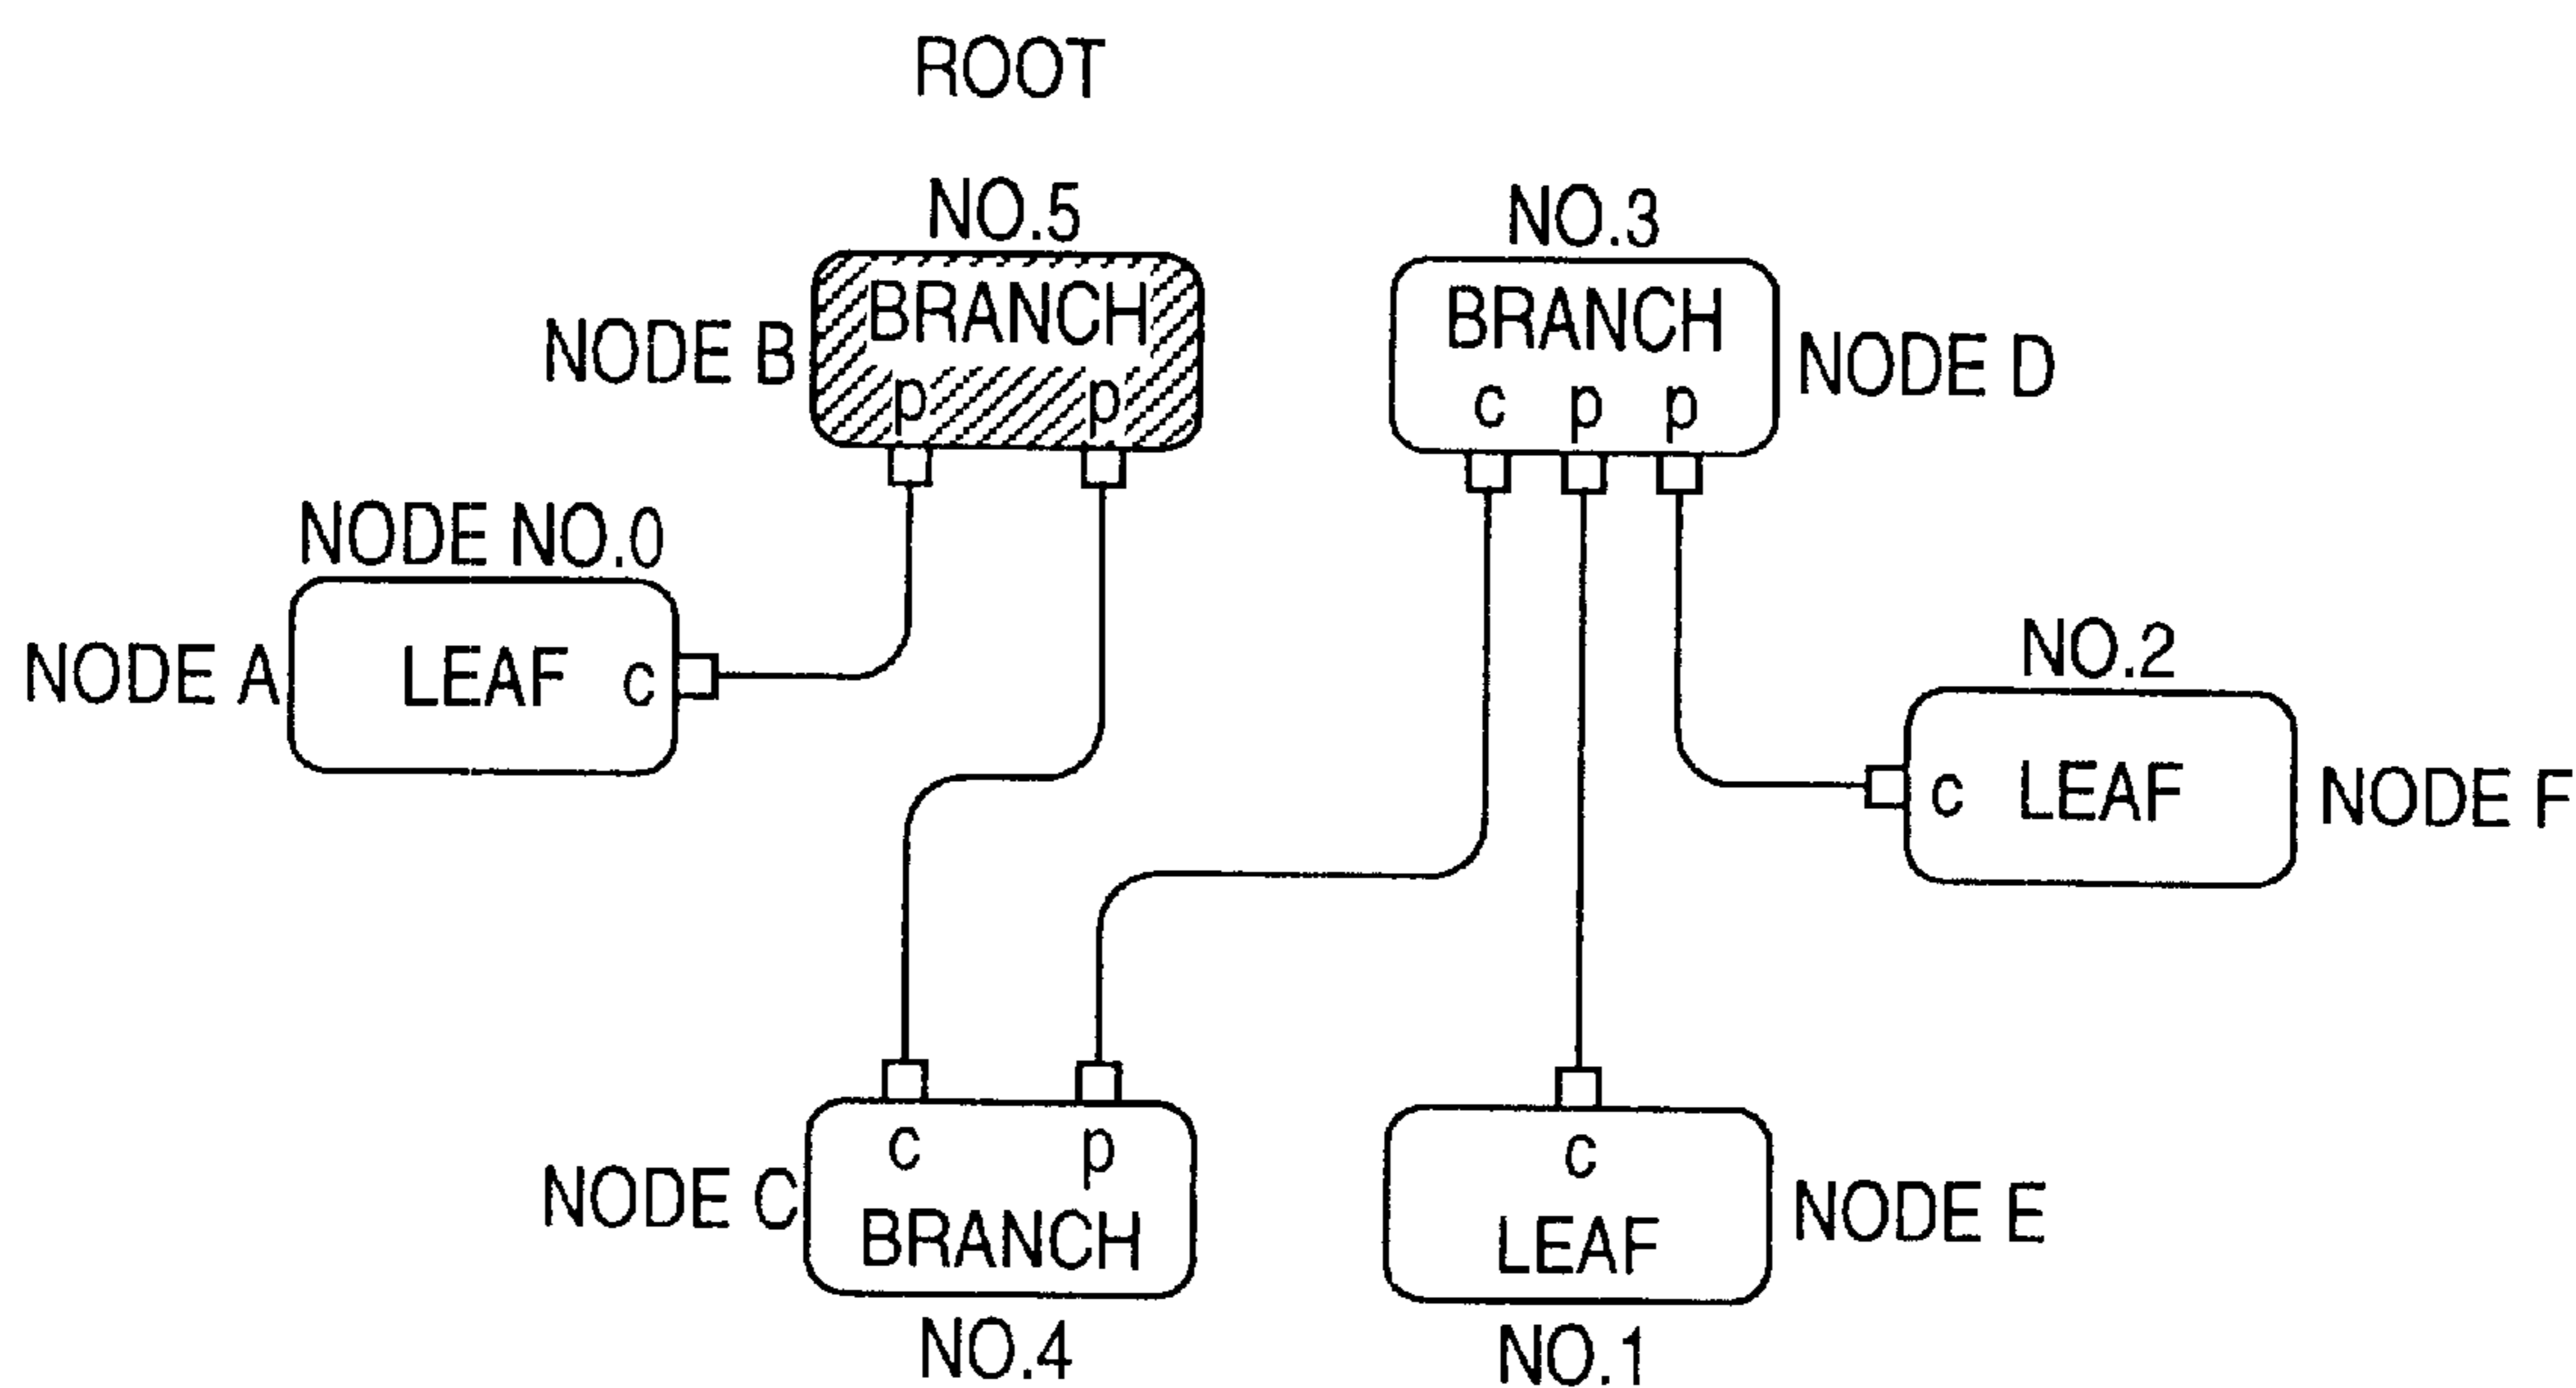 ROOT
NO.5
NO.3
BRANCH
BRANCH
NODE B
NODE D
p p
c p p
NODE NO.0
NO.2
NODE A
LEAF c
c LEAF
NODE F
c p
c
NODE C
NODE E
BRANCH
LEAF
NO.4
NO.1